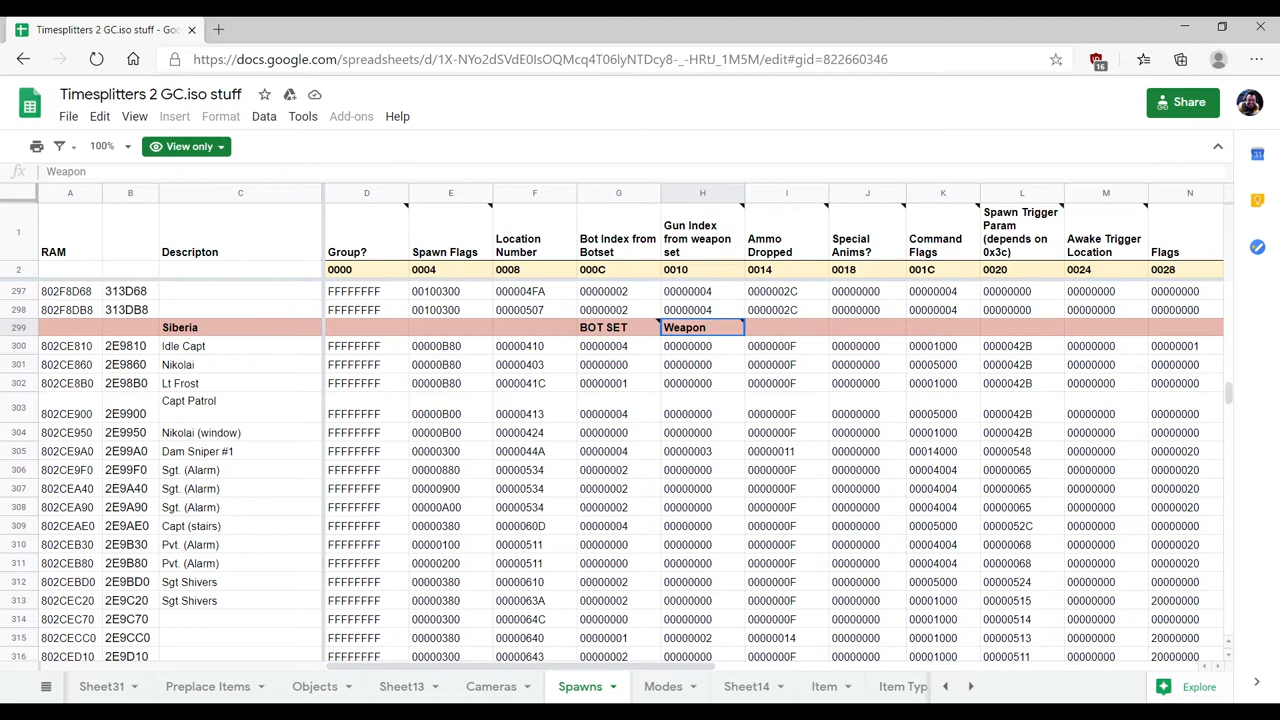 Timesplitters 2 GC.iso stuff - Goo
https://docs.google.com/spreadsheets/d/1X-NYo2dSVdE0IsOQMcq4T06lyNTDcy8-_-HRtJ_1M5M/edit#gid=822660346
16
Timesplitters 2 GC.iso stuff
File Edit View Insert Format Data Tools Add-ons Help
Share
100% View only
31
fx Weapon
A B C D E F G H I J K L M N
1 RAM Descripton Group? Spawn Flags Location Number Bot Index from Botset Gun Index from weapon set Ammo Dropped Special Anims? Command Flags Spawn Trigger Param (depends on 0x3c) Awake Trigger Location Flags
2 0000 0004 0008 000C 0010 0014 0018 001C 0020 0024 0028
297 802F8D68 313D68 FFFFFFFF 00100300 000004FA 00000002 00000004 0000002C 00000000 00000004 00000000 00000000 00000000
298 802F8DB8 313DB8 FFFFFFFF 00100300 00000507 00000002 00000004 0000002C 00000000 00000004 00000000 00000000 00000000
299 Siberia BOT SET Weapon
300 802CE810 2E9810 Idle Capt FFFFFFFF 00000B80 00000410 00000004 00000000 0000000F 00000000 00001000 0000042B 00000000 00000001
301 802CE860 2E9860 Nikolai FFFFFFFF 00000B80 00000403 00000000 00000000 0000000F 00000000 00005000 0000042B 00000000 00000000
302 802CE8B0 2E98B0 Lt Frost FFFFFFFF 00000B80 0000041C 00000001 00000000 0000000F 00000000 00001000 0000042B 00000000 00000000
303 802CE900 2E9900 Capt Patrol FFFFFFFF 00000B00 00000413 00000004 00000000 0000000F 00000000 00005000 0000042B 00000000 00000000
304 802CE950 2E9950 Nikolai (window) FFFFFFFF 00000B00 00000424 00000000 00000000 0000000F 00000000 00001000 0000042B 00000000 00000000
305 802CE9A0 2E99A0 Dam Sniper #1 FFFFFFFF 00000300 0000044A 00000004 00000003 00000011 00000000 00014000 00000548 00000000 00000020
306 802CE9F0 2E99F0 Sgt. (Alarm) FFFFFFFF 00000880 00000534 00000002 00000000 0000000F 00000000 00004004 00000065 00000000 00000020
307 802CEA40 2E9A40 Sgt. (Alarm) FFFFFFFF 00000900 00000534 00000002 00000000 0000000F 00000000 00004004 00000065 00000000 00000020
308 802CEA90 2E9A90 Sgt. (Alarm) FFFFFFFF 00000A00 00000534 00000002 00000000 0000000F 00000000 00004004 00000065 00000000 00000020
309 802CEAE0 2E9AE0 Capt (stairs) FFFFFFFF 00000380 0000060D 00000004 00000000 0000000F 00000000 00005000 0000052C 00000000 00000000
310 802CEB30 2E9B30 Pvt. (Alarm) FFFFFFFF 00000100 00000511 00000000 00000000 0000000F 00000000 00004004 00000068 00000000 00000020
311 802CEB80 2E9B80 Pvt. (Alarm) FFFFFFFF 00000200 00000511 00000000 00000000 0000000F 00000000 00004004 00000068 00000000 00000020
312 802CEBD0 2E9BD0 Sgt Shivers FFFFFFFF 00000380 00000610 00000002 00000000 0000000F 00000000 00005000 00000524 00000000 00000000
313 802CEC20 2E9C20 Sgt Shivers FFFFFFFF 00000380 0000063A 00000002 00000000 0000000F 00000000 00001000 00000515 00000000 20000000
314 802CEC70 2E9C70 FFFFFFFF 00000300 0000064C 00000000 00000000 0000000F 00000000 00001000 00000514 00000000 00000000
315 802CECC0 2E9CC0 FFFFFFFF 00000380 00000640 00000001 00000002 00000014 00000000 00001000 00000513 00000000 20000000
316 802CED10 2E9D10 FFFFFFFF 00000300 00000643 00000000 00000000 0000000F 00000000 00001000 00000511 00000000 20000000
Sheet31 Preplace Items Objects Sheet13 Cameras Spawns Modes Sheet14 Item Item Typ Explore